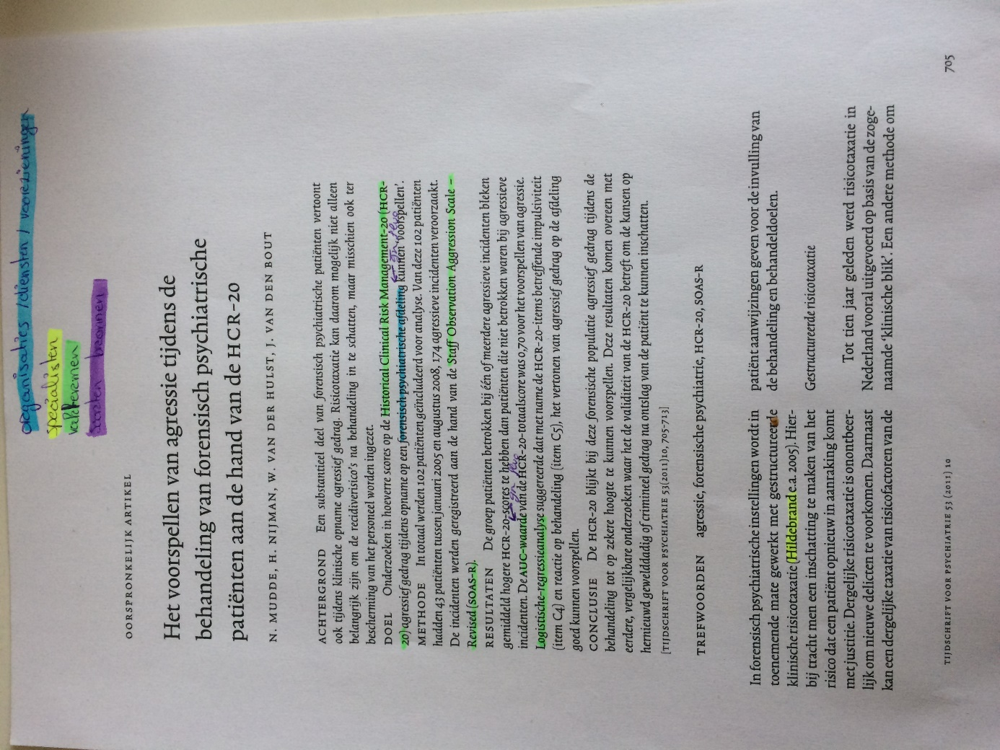 organisaties / diensten / voorzieningen
specialisten
vaktermen
soorten bronnen
OORSPRONKELIJK ARTIKEL
Het voorspellen van agressie tijdens de
behandeling van forensisch psychiatrische
patiënten aan de hand van de HCR-20
N. MUDDE, H. NIJMAN, W. VAN DER HULST, J. VAN DEN BOUT
ACHTERGROND Een substantieel deel van forensisch psychiatrische patiënten vertoont
ook tijdens klinische opname agressief gedrag. Risicotaxatie kan daarom mogelijk niet alleen
belangrijk zijn om de recidiverisico's na behandeling in te schatten, maar misschien ook ter
bescherming van het personeel worden ingezet.
DOEL Onderzoeken in hoeverre scores op de Historical Clinical Risk Management-20 (HCR-
20) agressief gedrag tijdens opname op een forensisch psychiatrische afdeling kunnen 'voorspellen'.
METHODE In totaal werden 102 patiënten geïncludeerd voor analyse. Van deze 102 patiënten
hadden 43 patiënten tussen januari 2005 en augustus 2008, 174 agressieve incidenten veroorzaakt.
De incidenten werden geregistreerd aan de hand van de Staff Observation Aggression Scale –
Revised (SOAS-R).
RESULTATEN De groep patiënten betrokken bij één of meerdere agressieve incidenten bleken
gemiddeld hogere HCR-20-scores te hebben dan patiënten die niet betrokken waren bij agressieve
incidenten. De AUC-waarde van de HCR-20-totaalscore was 0,70 voor het voorspellen van agressie.
Logistische-regressieanalyse suggereerde dat met name de HCR-20-items betreffende impulsiviteit
(item C4) en reactie op behandeling (item C5), het vertonen van agressief gedrag op de afdeling
goed kunnen voorspellen.
CONCLUSIE De HCR-20 blijkt bij deze forensische populatie agressief gedrag tijdens de
behandeling tot op zekere hoogte te kunnen voorspellen. Deze resultaten komen overeen met
eerdere, vergelijkbare onderzoeken waar het de validiteit van de HCR-20 betreft om de kansen op
hernieuwd gewelddadig of crimineel gedrag na ontslag van de patiënt te kunnen inschatten.
[TIJDSCHRIFT VOOR PSYCHIATRIE 53(2011)10, 705-713]
TREFWOORDEN agressie, forensische psychiatrie, HCR-20, SOAS-R
In forensisch psychiatrische instellingen wordt in
toenemende mate gewerkt met gestructureerde
klinische risicotaxatie (Hildebrand e.a. 2005). Hier-
bij tracht men een inschatting te maken van het
risico dat een patiënt opnieuw in aanraking komt
met justitie. Dergelijke risicotaxatie is onontbeer-
lijk om nieuwe delicten te voorkomen. Daarnaast
kan een dergelijke taxatie van risicofactoren van de
patiënt aanwijzingen geven voor de invulling van
de behandeling en behandeldoelen.
Gestructureerde risicotaxatie
Tot tien jaar geleden werd risicotaxatie in
Nederland vooral uitgevoerd op basis van de zoge-
naamde 'klinische blik'. Een andere methode om
TIJDSCHRIFT VOOR PSYCHIATRIE 53 (2011) 10
705